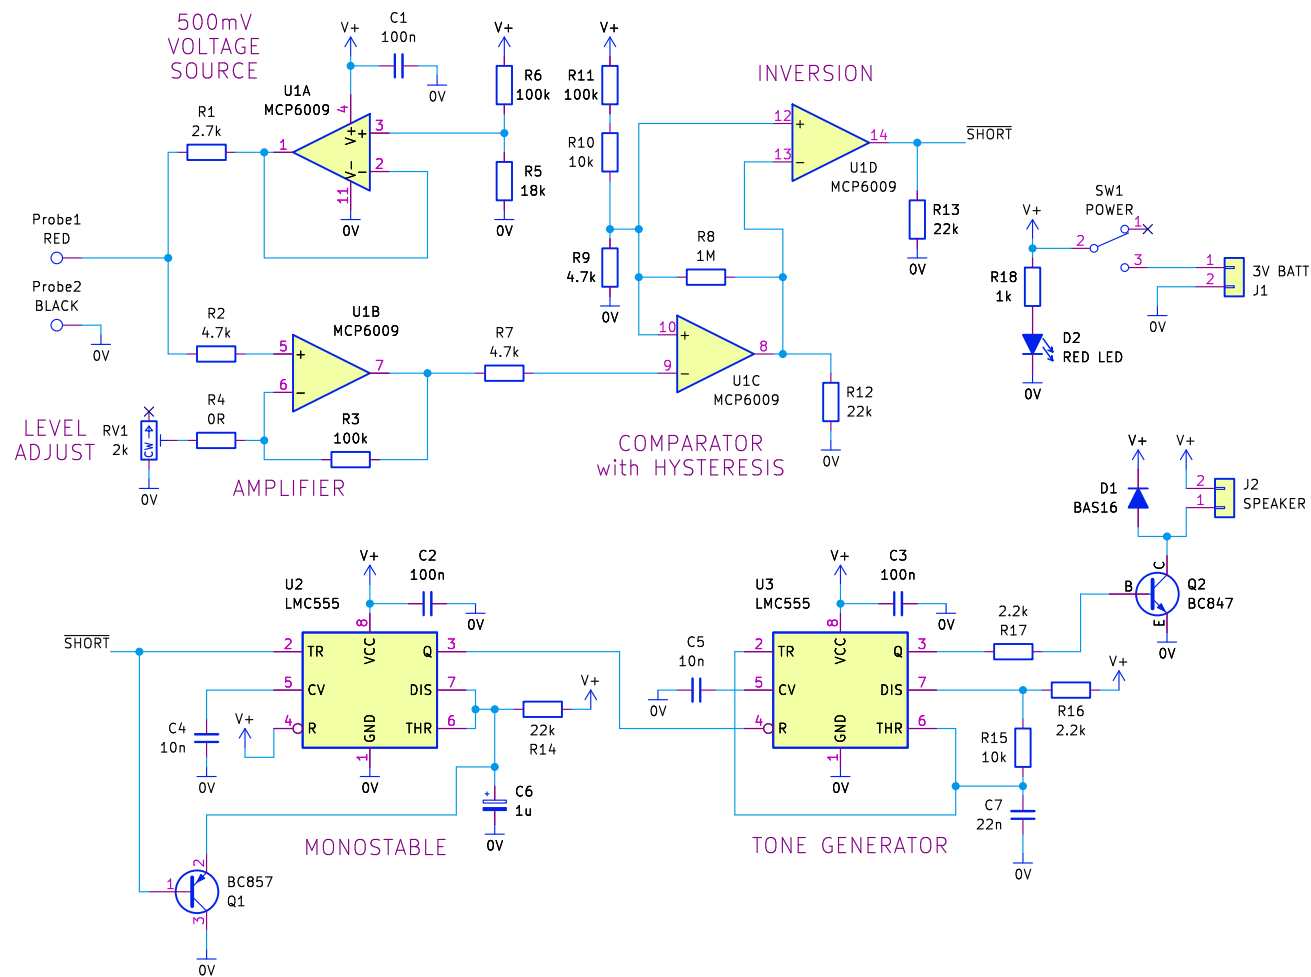 500mV
VOLTAGE
SOURCE
V+
C1
100n
0V
U1A
MCP6009
4
V+
+
3
1
V-
−
2
11
0V
R1
2.7k
V+
R6
100k
R5
18k
0V
V+
R11
100k
R10
10k
R9
4.7k
0V
INVERSION
12
+
14
13
−
U1D
MCP6009
SHORT
R13
22k
0V
R8
1M
SW1
POWER
V+
1
2
3
1
2
3V BATT
J1
0V
R18
1k
D2
RED LED
0V
Probe1
RED
Probe2
BLACK
0V
R2
4.7k
U1B
MCP6009
5
+
7
6
−
R7
4.7k
10
+
8
9
−
U1C
MCP6009
R12
22k
0V
LEVEL
ADJUST
RV1
2k
CW
0V
R4
0R
R3
100k
AMPLIFIER
COMPARATOR
with HYSTERESIS
V+
V+
D1
BAS16
2
1
J2
SPEAKER
C
B
E
Q2
BC847
0V
U2
LMC555
V+
C2
100n
0V
8
VCC
SHORT
2
TR
Q
3
5
CV
DIS
7
4
R
THR
6
GND
1
0V
C4
10n
0V
V+
V+
22k
R14
+
C6
1u
0V
MONOSTABLE
2
1
3
BC857
Q1
0V
U3
LMC555
V+
C3
100n
0V
8
VCC
2
TR
Q
3
5
CV
DIS
7
4
R
THR
6
GND
1
0V
C5
10n
0V
2.2k
R17
V+
R16
2.2k
R15
10k
C7
22n
0V
TONE GENERATOR